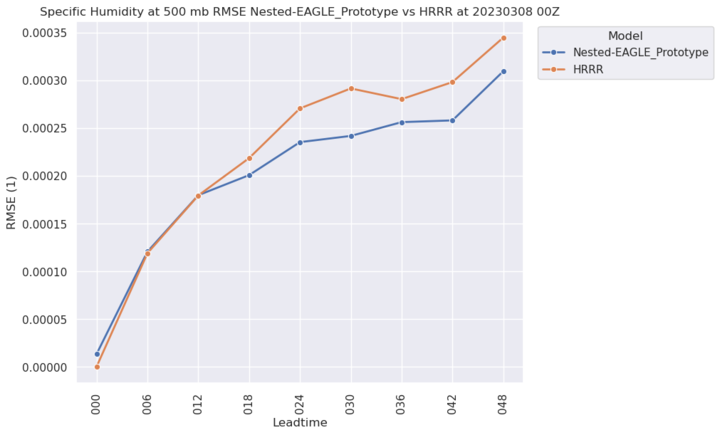 Specific Humidity at 500 mb RMSE Nested-EAGLE_Prototype vs HRRR at 20230308 00Z
Model
Nested-EAGLE_Prototype
HRRR
RMSE (1)
0.00035
0.00030
0.00025
0.00020
0.00015
0.00010
0.00005
0.00000
000
006
012
018
024
030
036
042
048
Leadtime